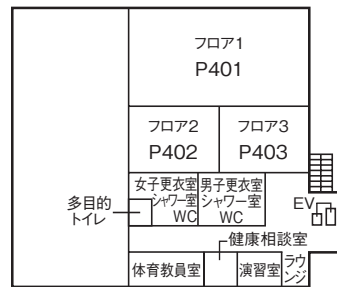 フロア1
P401
フロア2
P402
フロア3
P403
女子更衣室
シャワー室
WC
男子更衣室
シャワー室
WC
多目的
トイレ
EV
健康相談室
体育教員室
演習室
ラウ
ンジ